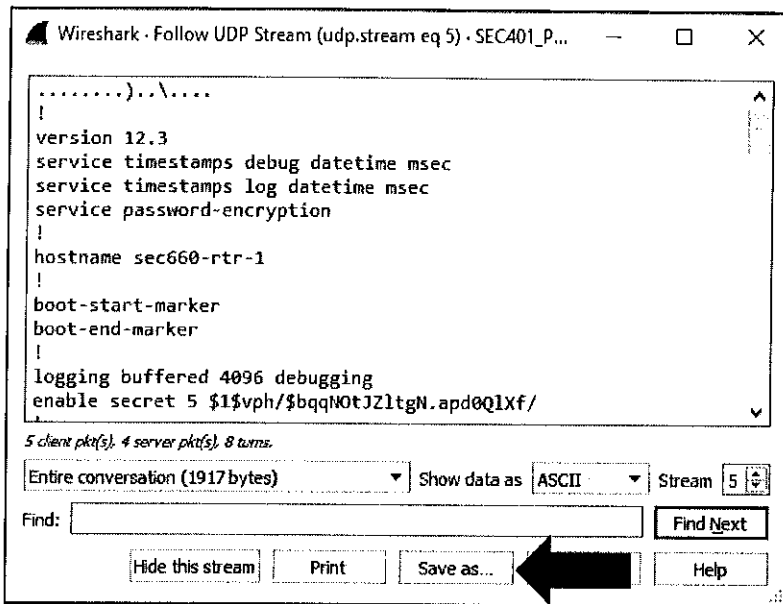 Wireshark · Follow UDP Stream (udp.stream eq 5) · SEC401_P...
........)..\....
!
version 12.3
service timestamps debug datetime msec
service timestamps log datetime msec
service password-encryption
!
hostname sec660-rtr-1
!
boot-start-marker
boot-end-marker
!
logging buffered 4096 debugging
enable secret 5 $1$vph/$bqqNOtJZltgN.apd0QlXf/
5 client pkt(s), 4 server pkt(s), 8 turns.
Entire conversation (1917 bytes) Show data as ASCII Stream 5
Find: Find Next
Hide this stream Print Save as... Help